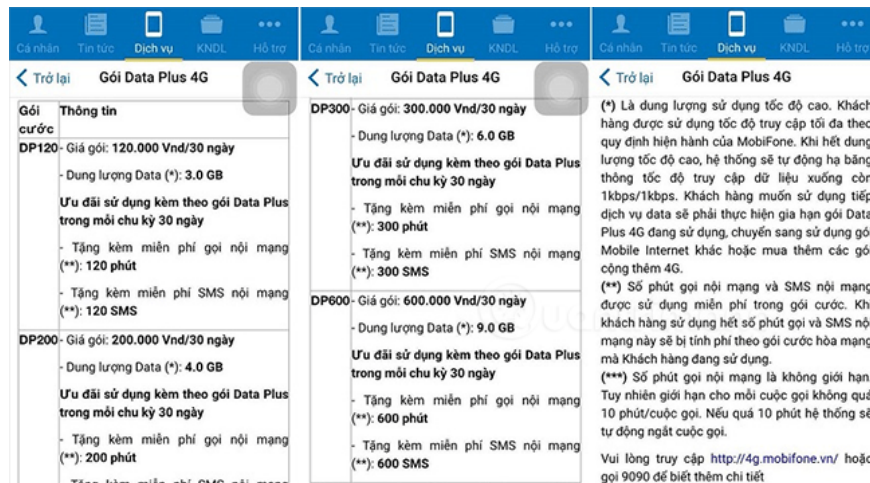 Cá nhân Tin tức Dịch vụ KNDL Hỗ trợ
Trở lại Gói Data Plus 4G
Gói cước Thông tin
DP120 - Giá gói: 120.000 Vnd/30 ngày
- Dung lượng Data (*): 3.0 GB
Ưu đãi sử dụng kèm theo gói Data Plus
trong mỗi chu kỳ 30 ngày
- Tặng kèm miễn phí gọi nội mạng
(**): 120 phút
- Tặng kèm miễn phí SMS nội mạng
(**): 120 SMS
DP200 - Giá gói: 200.000 Vnd/30 ngày
- Dung lượng Data (*): 4.0 GB
Ưu đãi sử dụng kèm theo gói Data Plus
trong mỗi chu kỳ 30 ngày
- Tặng kèm miễn phí gọi nội mạng
(**): 200 phút
- Tặng kèm miễn phí SMS nội mạng
Cá nhân Tin tức Dịch vụ KNDL Hỗ trợ
Trở lại Gói Data Plus 4G
DP300 - Giá gói: 300.000 Vnd/30 ngày
- Dung lượng Data (*): 6.0 GB
Ưu đãi sử dụng kèm theo gói Data Plus
trong mỗi chu kỳ 30 ngày
- Tặng kèm miễn phí gọi nội mạng
(**): 300 phút
- Tặng kèm miễn phí SMS nội mạng
(**): 300 SMS
DP600 - Giá gói: 600.000 Vnd/30 ngày
- Dung lượng Data (*): 9.0 GB
Ưu đãi sử dụng kèm theo gói Data Plus
trong mỗi chu kỳ 30 ngày
- Tặng kèm miễn phí gọi nội mạng
(**): 600 phút
- Tặng kèm miễn phí SMS nội mạng
(**): 600 SMS
Cá nhân Tin tức Dịch vụ KNDL Hỗ trợ
Trở lại Gói Data Plus 4G
(*) Là dung lượng sử dụng tốc độ cao. Khách
hàng được sử dụng tốc độ truy cập tối đa theo
quy định hiện hành của MobiFone. Khi hết dung
lượng tốc độ cao, hệ thống sẽ tự động hạ băng
thông tốc độ truy cập dữ liệu xuống còn
1kbps/1kbps. Khách hàng muốn sử dụng tiếp
dịch vụ data sẽ phải thực hiện gia hạn gói Data
Plus 4G đang sử dụng, chuyển sang sử dụng gó
Mobile Internet khác hoặc mua thêm các gó
cộng thêm 4G.
(**) Số phút gọi nội mạng và SMS nội mạng
được sử dụng miễn phí trong gói cước. Kh
khách hàng sử dụng hết số phút gọi và SMS nộ
mạng này sẽ bị tính phí theo gói cước hòa mạng
mà Khách hàng đang sử dụng.
(***) Số phút gọi nội mạng là không giới hạn.
Tuy nhiên giới hạn cho mỗi cuộc gọi không quá
10 phút/cuộc gọi. Nếu quá 10 phút hệ thống sẽ
tự động ngắt cuộc gọi.
Vui lòng truy cập http://4g.mobifone.vn/ hoặc
gọi 9090 để biết thêm chi tiết